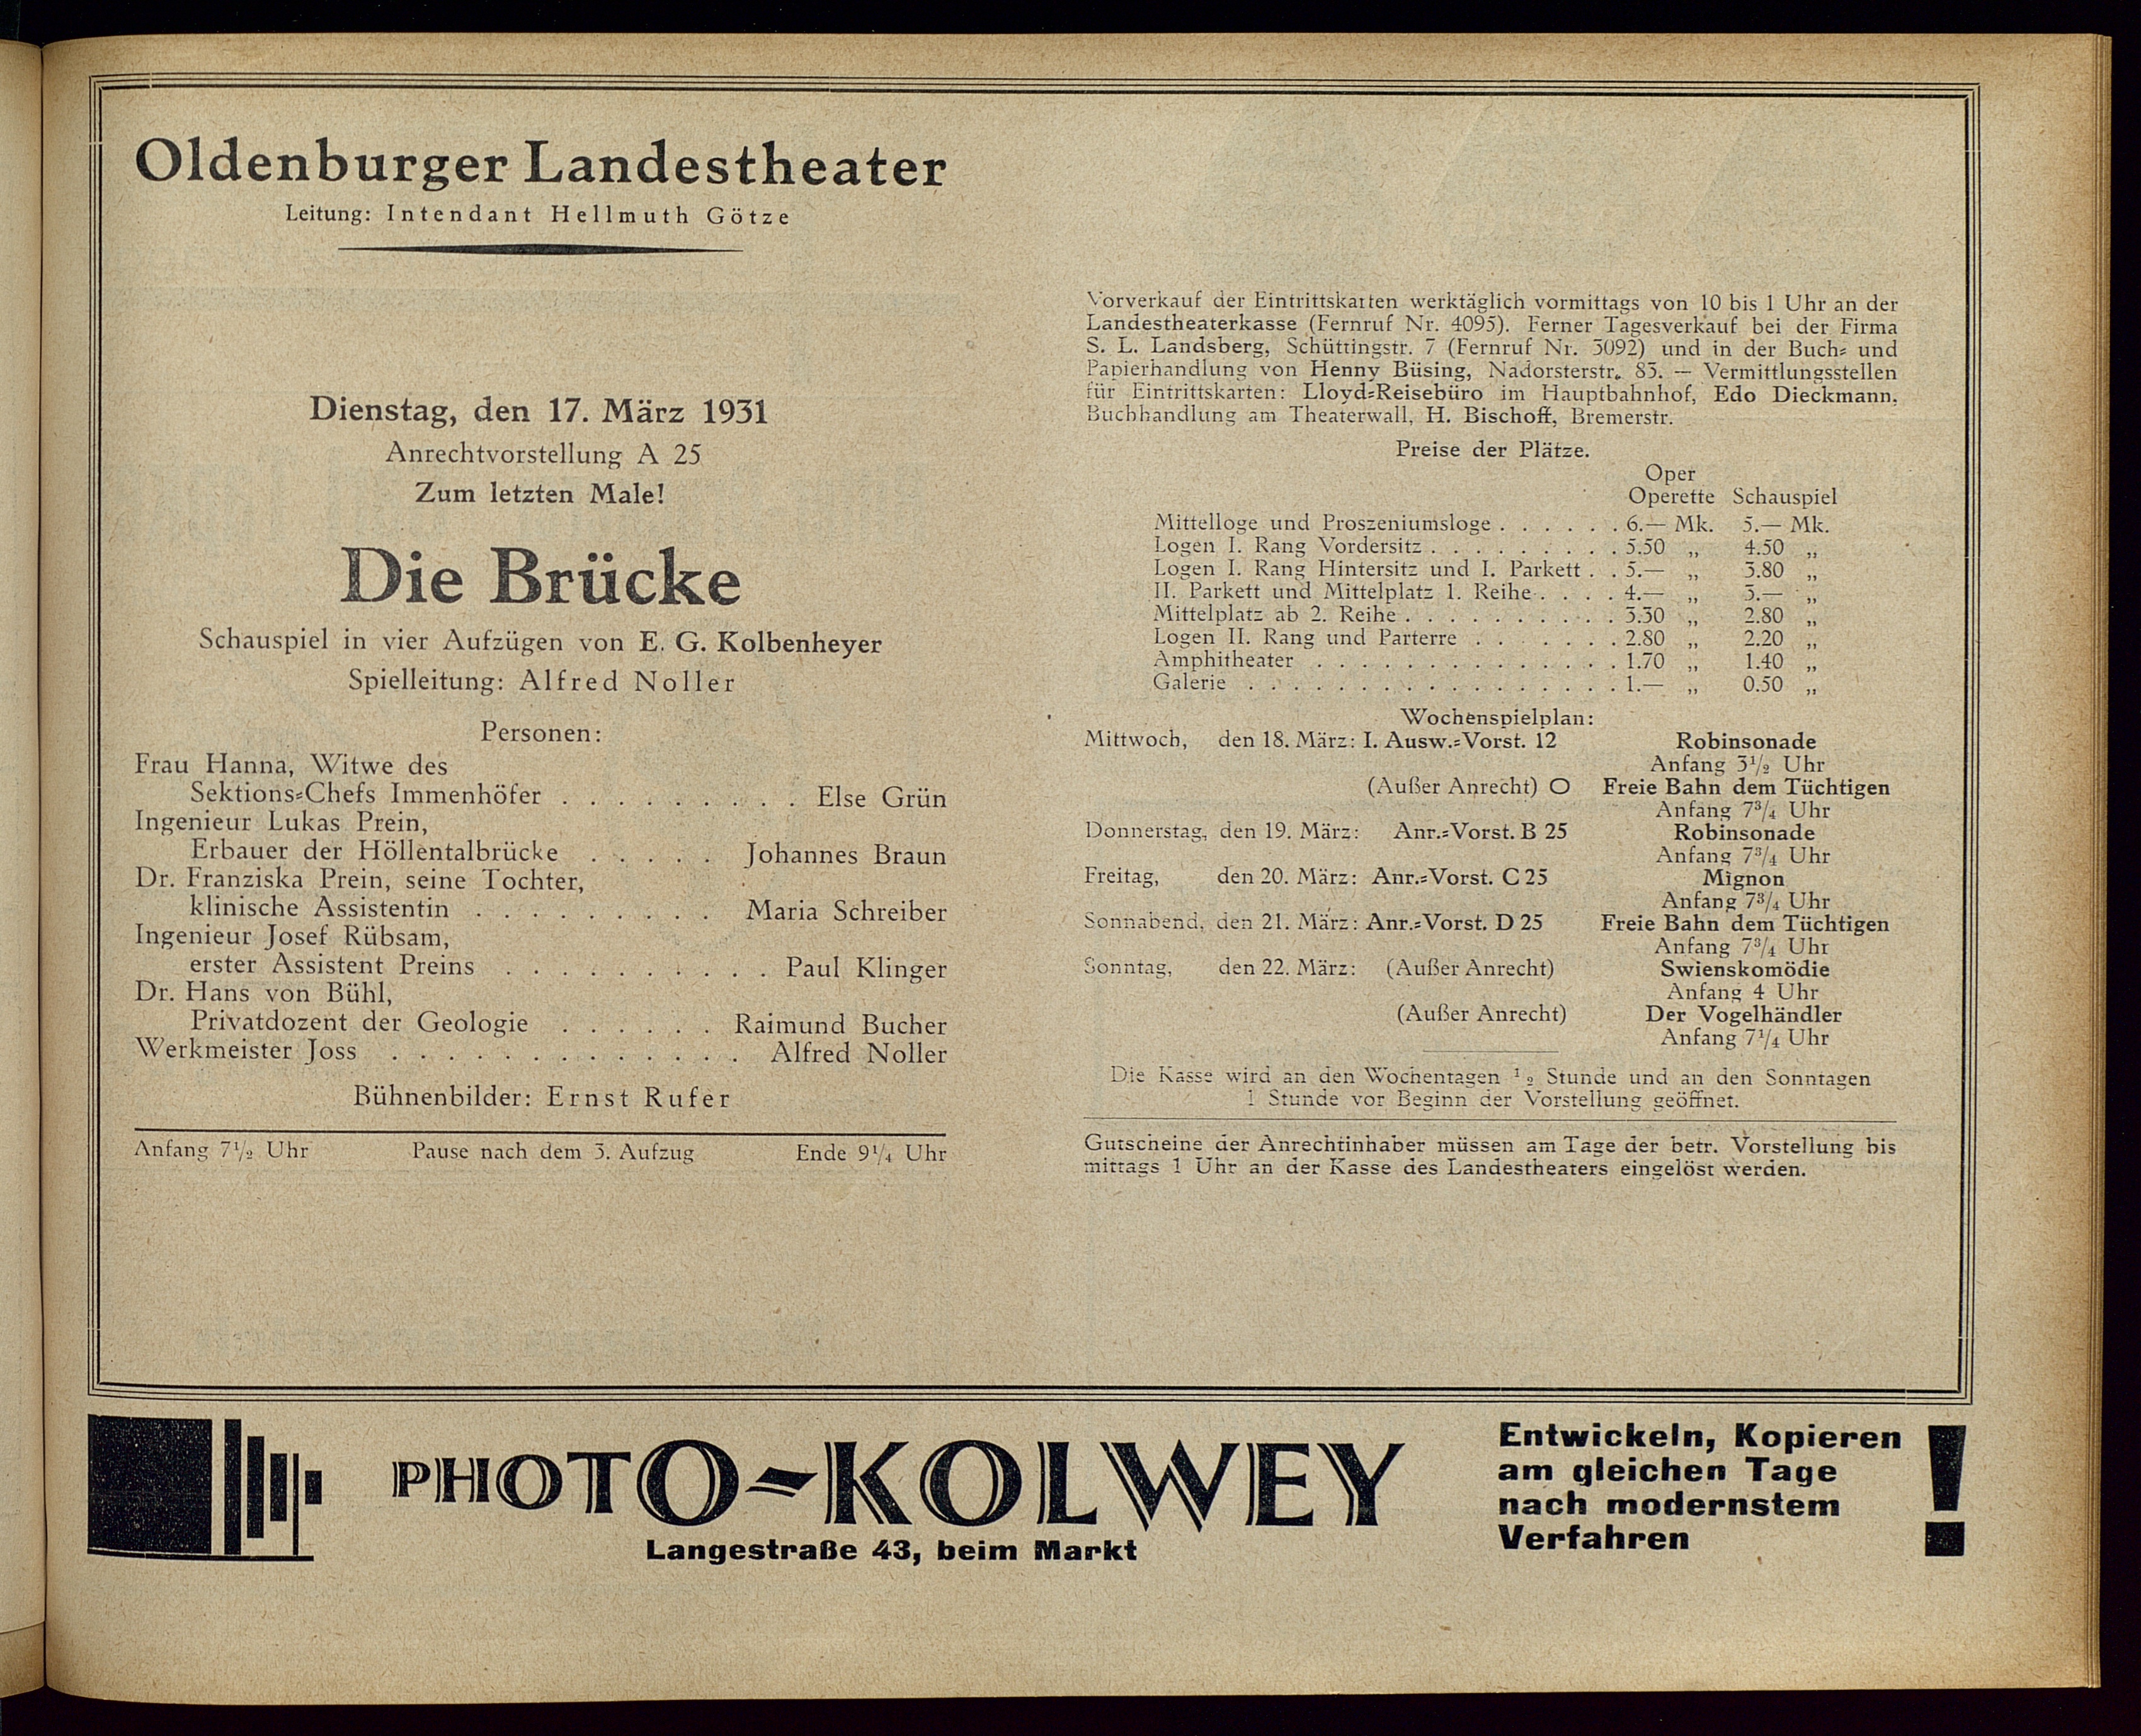 Oldenburger Landestheater
Leitung: Intendant Hellmuth Götze
Dienstag, den 17. März 1931
Anrechtvorstellung A 25
Zum letzten Male!
Die Brücke
Schauspiel in vier Aufzügen von E. G. Kolbenheyer
Spielleitung: Alfred Noller
Personen:
Frau Hanna, Witwe des
Sektions-Chefs Immenhöfer . . . . . . . . . Else Grün
Ingenieur Lukas Prein,
Erbauer der Höllentalbrücke . . . . . Johannes Braun
Dr. Franziska Prein, seine Tochter,
klinische Assistentin . . . . . . . . . Maria Schreiber
Ingenieur Josef Rübsam,
erster Assistent Preins . . . . . . . . . . Paul Klinger
Dr. Hans von Bühl,
Privatdozent der Geologie . . . . . . Raimund Bucher
Werkmeister Joss . . . . . . . . . . . . . Alfred Noller
Bühnenbilder: Ernst Rufer
Anfang 7½ Uhr Pause nach dem 3. Aufzug Ende 9¼ Uhr
Vorverkauf der Eintrittskarten werktäglich vormittags von 10 bis 1 Uhr an der
Landestheaterkasse (Fernruf Nr. 4095). Ferner Tagesverkauf bei der Firma
S. L. Landsberg, Schüttingstr. 7 (Fernruf Nr. 3092) und in der Buch- und
Papierhandlung von Henny Büsing, Nadorsterstr. 83. — Vermittlungsstellen
für Eintrittskarten: Lloyd-Reisebüro im Hauptbahnhof, Edo Dieckmann,
Buchhandlung am Theaterwall, H. Bischoff, Bremerstr.
Preise der Plätze.
Oper
Operette Schauspiel
Mittelloge und Proszeniumsloge . . . . . . 6.— Mk. 5.— Mk.
Logen I. Rang Vordersitz . . . . . . . . . 5.50 „ 4.50 „
Logen I. Rang Hintersitz und I. Parkett . . 5.— „ 3.80 „
II. Parkett und Mittelplatz 1. Reihe . . . . 4.— „ 3.— „
Mittelplatz ab 2. Reihe . . . . . . . . . . 3.30 „ 2.80 „
Logen II. Rang und Parterre . . . . . . 2.80 „ 2.20 „
Amphitheater . . . . . . . . . . . . . . 1.70 „ 1.40 „
Galerie . . . . . . . . . . . . . . . . . 1.— „ 0.50 „
Wochenspielplan:
Mittwoch, den 18. März: I. Ausw.-Vorst. 12 Robinsonade
Anfang 3½ Uhr
(Außer Anrecht) O Freie Bahn dem Tüchtigen
Anfang 7¾ Uhr
Donnerstag, den 19. März: Anr.-Vorst. B 25 Robinsonade
Anfang 7¾ Uhr
Freitag, den 20. März: Anr.-Vorst. C 25 Mignon
Anfang 7¾ Uhr
Sonnabend, den 21. März: Anr.-Vorst. D 25 Freie Bahn dem Tüchtigen
Anfang 7¾ Uhr
Sonntag, den 22. März: (Außer Anrecht) Swienskomödie
Anfang 4 Uhr
(Außer Anrecht) Der Vogelhändler
Anfang 7¼ Uhr
Die Kasse wird an den Wochentagen ½ Stunde und an den Sonntagen
1 Stunde vor Beginn der Vorstellung geöffnet.
Gutscheine der Anrechtinhaber müssen am Tage der betr. Vorstellung bis
mittags 1 Uhr an der Kasse des Landestheaters eingelöst werden.
PHOTO-KOLWEY
Langestraße 43, beim Markt
Entwickeln, Kopieren
am gleichen Tage
nach modernstem
Verfahren !